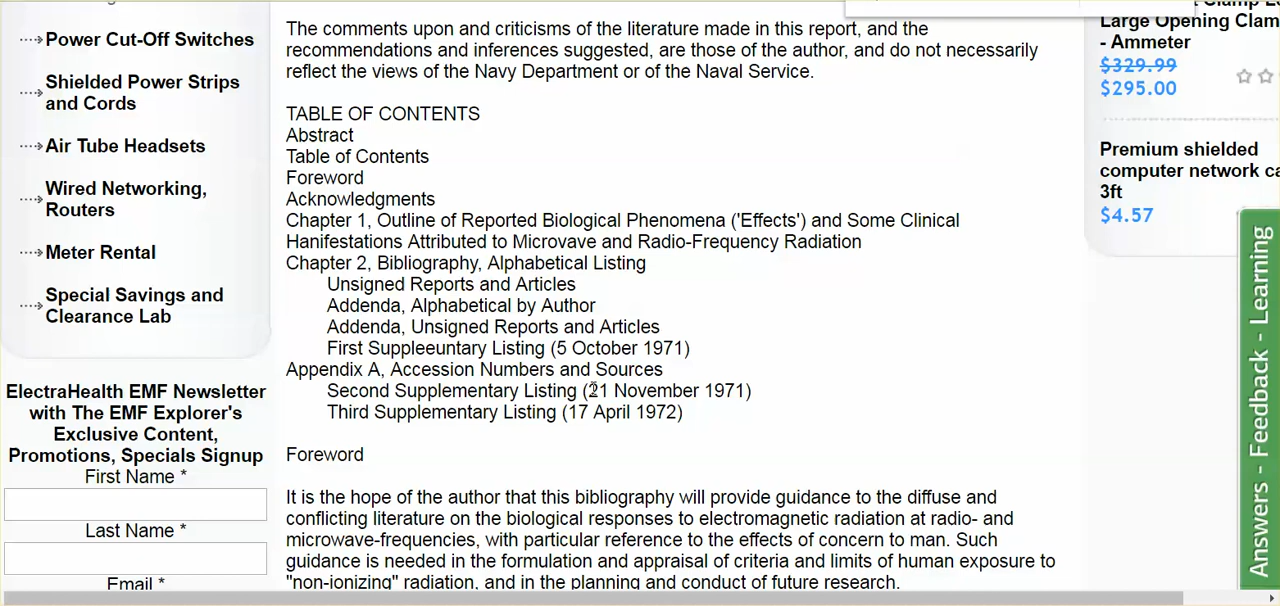 Power Cut-Off Switches
Shielded Power Strips
and Cords
Air Tube Headsets
Wired Networking,
Routers
Meter Rental
Special Savings and
Clearance Lab
ElectraHealth EMF Newsletter
with The EMF Explorer's
Exclusive Content,
Promotions, Specials Signup
First Name *
Last Name *
Email *
The comments upon and criticisms of the literature made in this report, and the
recommendations and inferences suggested, are those of the author, and do not necessarily
reflect the views of the Navy Department or of the Naval Service.
TABLE OF CONTENTS
Abstract
Table of Contents
Foreword
Acknowledgments
Chapter 1, Outline of Reported Biological Phenomena ('Effects') and Some Clinical
Hanifestations Attributed to Microvave and Radio-Frequency Radiation
Chapter 2, Bibliography, Alphabetical Listing
Unsigned Reports and Articles
Addenda, Alphabetical by Author
Addenda, Unsigned Reports and Articles
First Suppleeuntary Listing (5 October 1971)
Appendix A, Accession Numbers and Sources
Second Supplementary Listing (21 November 1971)
Third Supplementary Listing (17 April 1972)
Foreword
It is the hope of the author that this bibliography will provide guidance to the diffuse and
conflicting literature on the biological responses to electromagnetic radiation at radio- and
microwave-frequencies, with particular reference to the effects of concern to man. Such
guidance is needed in the formulation and appraisal of criteria and limits of human exposure to
"non-ionizing" radiation, and in the planning and conduct of future research.
Large Opening Clam
- Ammeter
$329.99
$295.00
Premium shielded
computer network ca
3ft
$4.57
Answers - Feedback - Learning